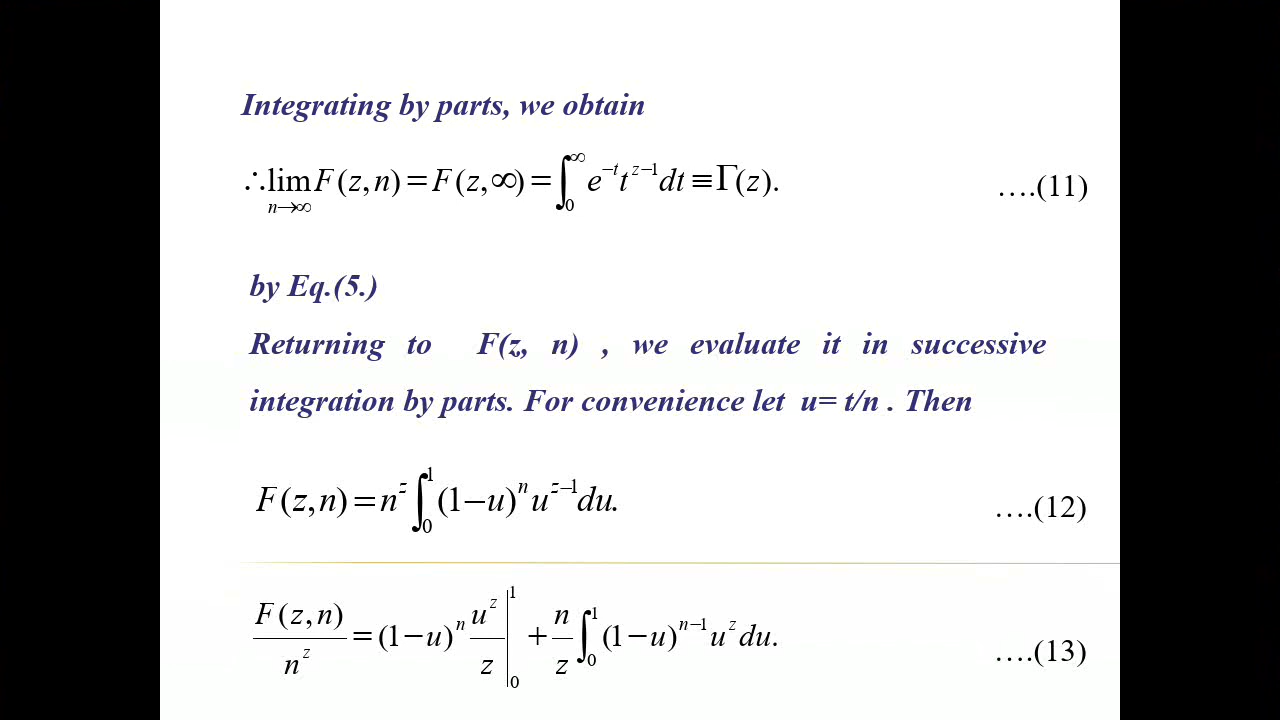 Integrating by parts, we obtain
∴ lim_{n→∞} F(z,n) = F(z,∞) = ∫_0^∞ e^{−t} t^{z−1} dt ≡ Γ(z). ….(11)
by Eq.(5.)
Returning to F(z, n) , we evaluate it in successive
integration by parts. For convenience let u= t/n . Then
F(z,n) = n^z ∫_0^1 (1−u)^n u^{z−1} du. ….(12)
F(z,n)/n^z = (1−u)^n u^z/z |_0^1 + n/z ∫_0^1 (1−u)^{n−1} u^z du. ….(13)